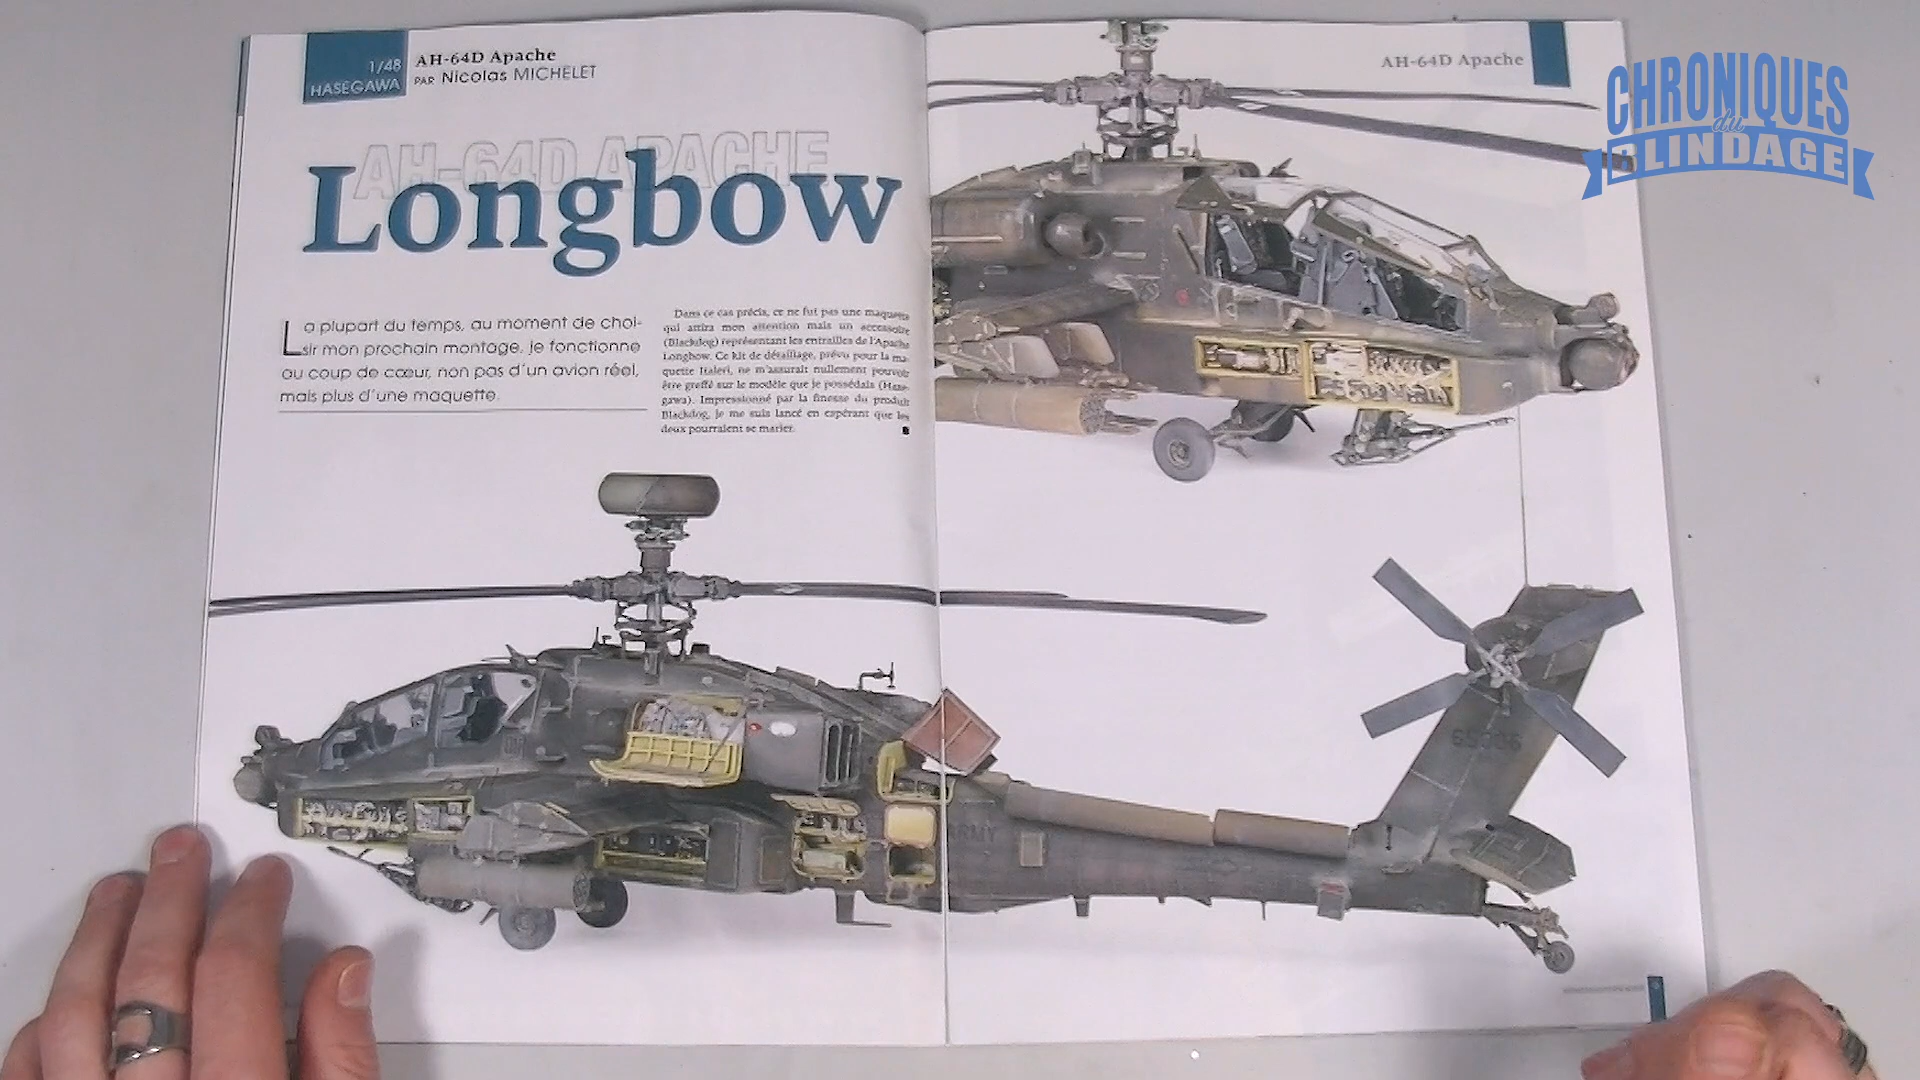 1/48
HASEGAWA
AH-64D Apache
PAR Nicolas MICHELET
AH-64D APACHE
Longbow
La plupart du temps, au moment de choi-
sir mon prochain montage, je fonctionne
au coup de cœur, non pas d'un avion réel,
mais plus d'une maquette.
Dans ce cas précis, ce ne fut pas une maquette
qui attira mon attention mais un accessoire
(Blackdog) représentant les entrailles de l'Apache
Longbow. Ce kit de détaillage, prévu pour la ma-
quette Italeri, ne m'assurait nullement pouvoir
être greffé sur le modèle que je possédais (Hase-
gawa). Impressionné par la finesse du produit
Blackdog, je me suis lancé en espérant que les
deux pourraient se marier.
AH-64D Apache
CHRONIQUES
du
BLINDAGE
ARMY